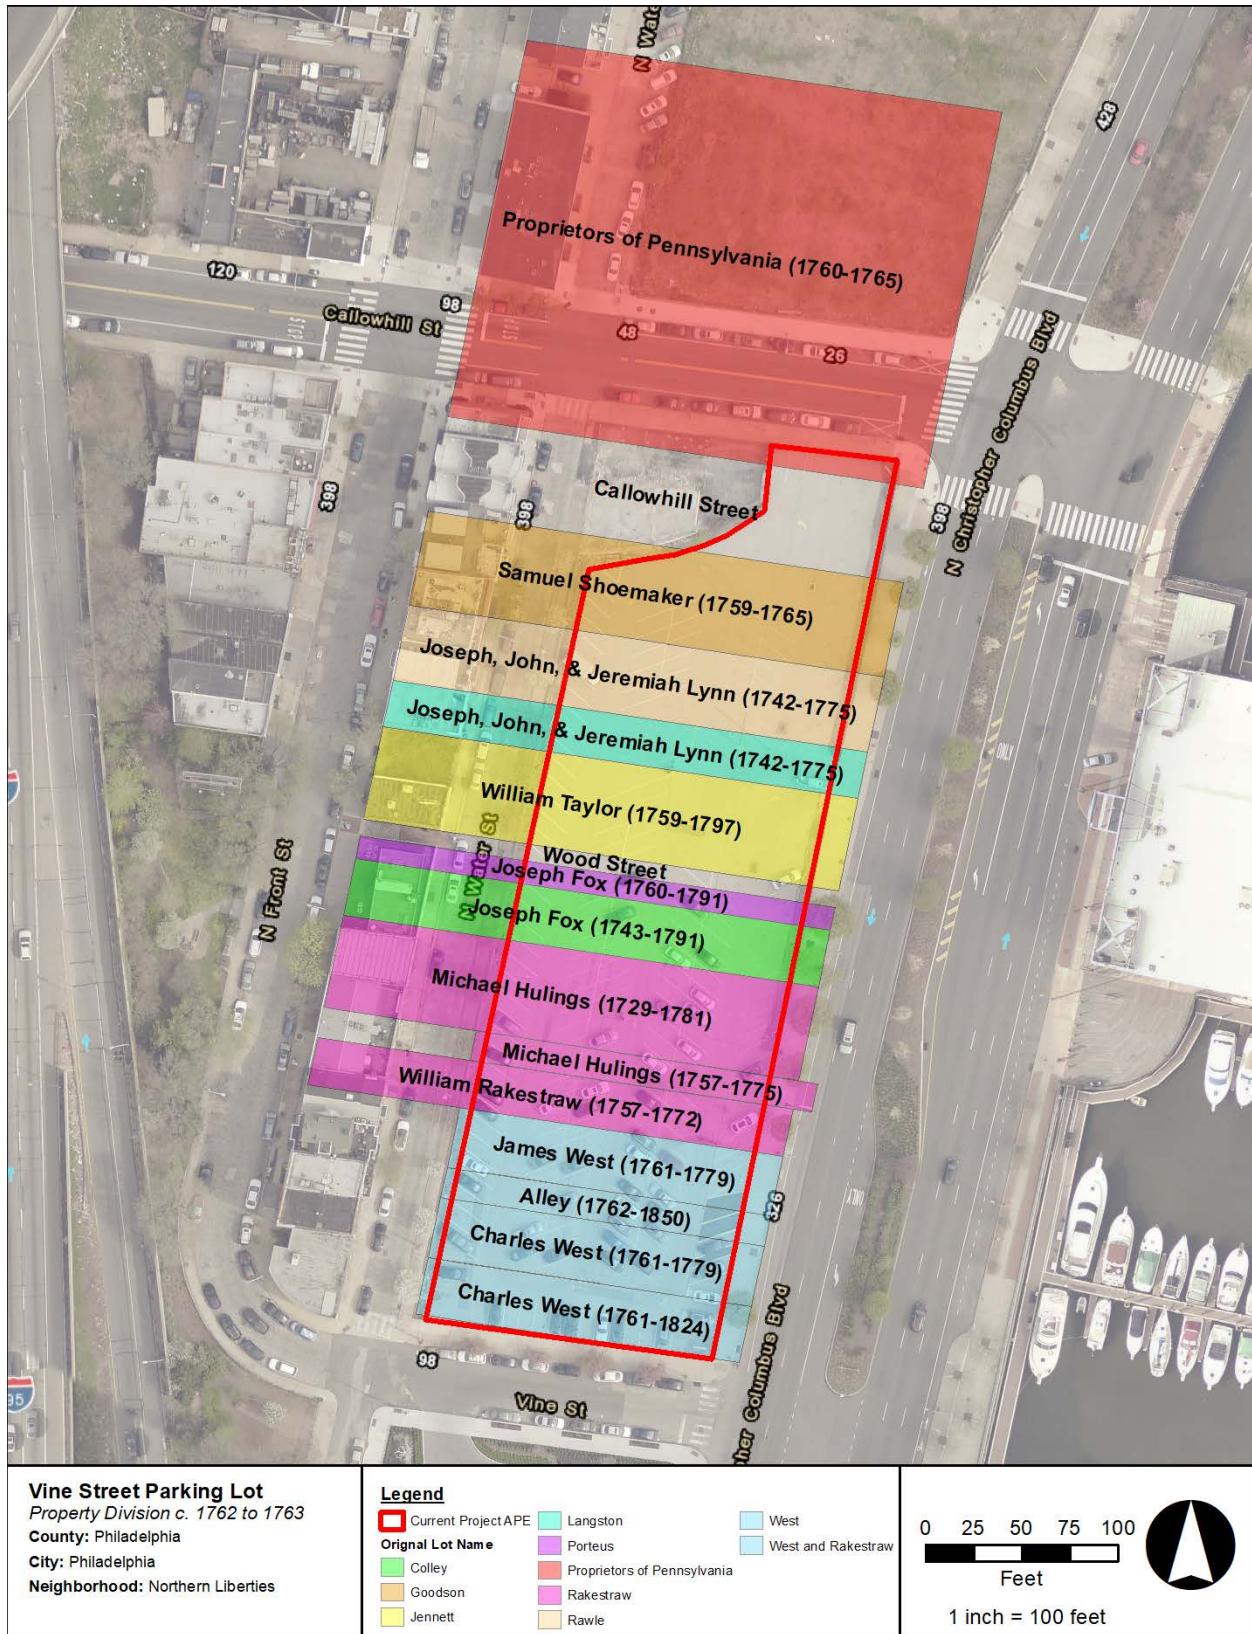 N Wate
428
Proprietors of Pennsylvania (1760-1765)
120
98
Callowhill St
STOP
STOP
48
26
N Christopher Columbus Blvd
398
398
398
Callowhill Street
Samuel Shoemaker (1759-1765)
Joseph, John, & Jeremiah Lynn (1742-1775)
Joseph, John, & Jeremiah Lynn (1742-1775)
ONLY
William Taylor (1759-1797)
Wood Street
Joseph Fox (1760-1791)
N Water St
N Front St
Joseph Fox (1743-1791)
Michael Hulings (1729-1781)
Michael Hulings (1757-1775)
William Rakestraw (1757-1772)
James West (1761-1779)
Alley (1762-1850)
326
ONLY
Charles West (1761-1779)
Charles West (1761-1824)
98
Vine St
pher Columbus Blvd
95
Vine Street Parking Lot
Property Division c. 1762 to 1763
County: Philadelphia
City: Philadelphia
Neighborhood: Northern Liberties
Legend
Current Project APE
Orignal Lot Name
Colley
Goodson
Jennett
Langston
Porteus
Proprietors of Pennsylvania
Rakestraw
Rawle
West
West and Rakestraw
0 25 50 75 100
Feet
1 inch = 100 feet